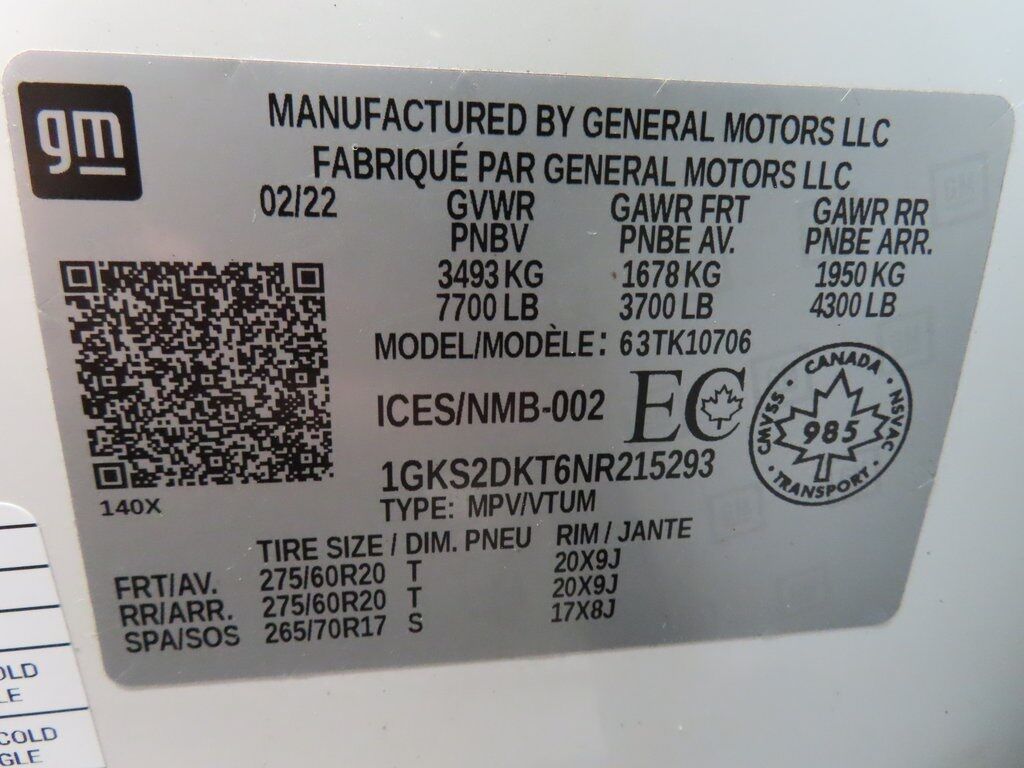 gm
MANUFACTURED BY GENERAL MOTORS LLC
FABRIQUÉ PAR GENERAL MOTORS LLC
02/22 GVWR GAWR FRT GAWR RR
PNBV PNBE AV. PNBE ARR.
3493 KG 1678 KG 1950 KG
7700 LB 3700 LB 4300 LB
MODEL/MODÈLE: 63TK10706
ICES/NMB-002 EC
CANADA
CMVSS 985 NSVAC
TRANSPORT
1GKS2DKT6NR215293
140X
TYPE: MPV/VTUM
TIRE SIZE / DIM. PNEU RIM / JANTE
FRT/AV. 275/60R20 T 20X9J
RR/ARR. 275/60R20 T 20X9J
SPA/SOS 265/70R17 S 17X8J
COLD